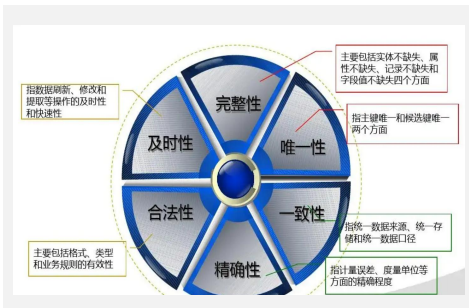 主要包括实体不缺失、属
性不缺失、记录不缺失和
字段值不缺失四个方面
指数据刷新、修改和
提取等操作的及时性
和快速性
完整性
及时性
唯一性
指主键唯一和候选键唯一
两个方面
合法性
一致性
指统一数据来源、统一存
储和统一数据口径
主要包括格式、类型
和业务规则的有效性
精确性
指计量误差、度量单位等
方面的精确程度